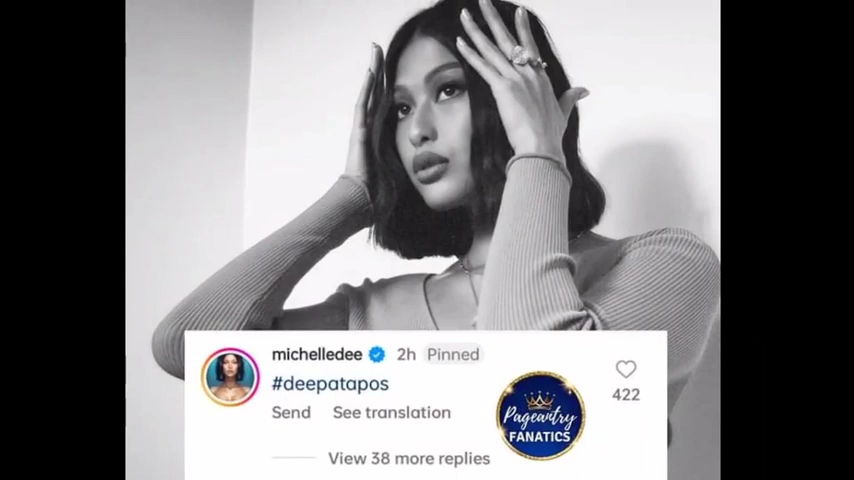 michelledee 2h Pinned
#deepatapos
Send See translation
422
View 38 more replies
Pageantry
FANATICS